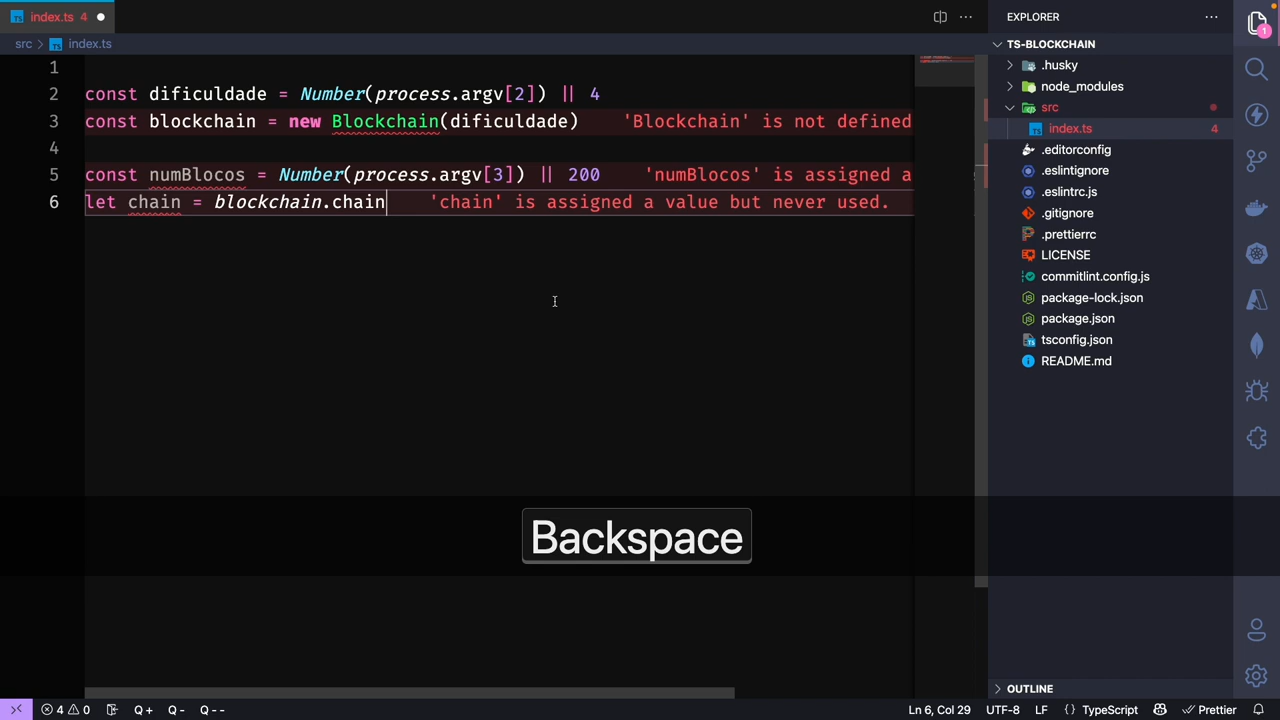 index.ts 4
EXPLORER
src > index.ts
TS-BLOCKCHAIN
1
2 const dificuldade = Number(process.argv[2]) || 4
3 const blockchain = new Blockchain(dificuldade) 'Blockchain' is not defined
4
5 const numBlocos = Number(process.argv[3]) || 200 'numBlocos' is assigned a
6 let chain = blockchain.chain 'chain' is assigned a value but never used.
.husky
node_modules
src
index.ts 4
.editorconfig
.eslintignore
.eslintrc.js
.gitignore
.prettierrc
LICENSE
commitlint.config.js
package-lock.json
package.json
tsconfig.json
README.md
1
Backspace
OUTLINE
4 0 Q+ Q- Q-- Ln 6, Col 29 UTF-8 LF {} TypeScript Prettier